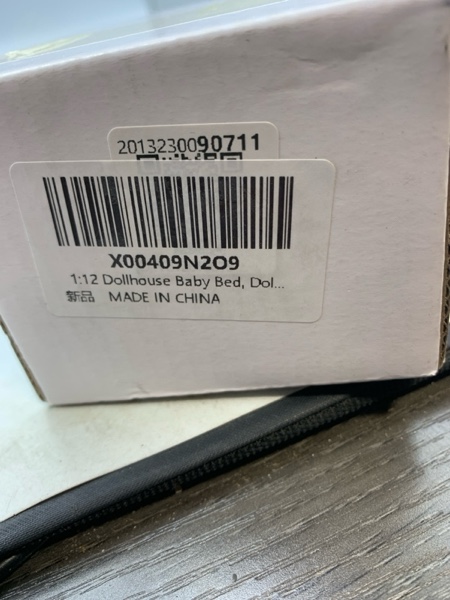 2013230090711
X00409N2O9
1:12 Dollhouse Baby Bed, Dol...
新品 MADE IN CHINA